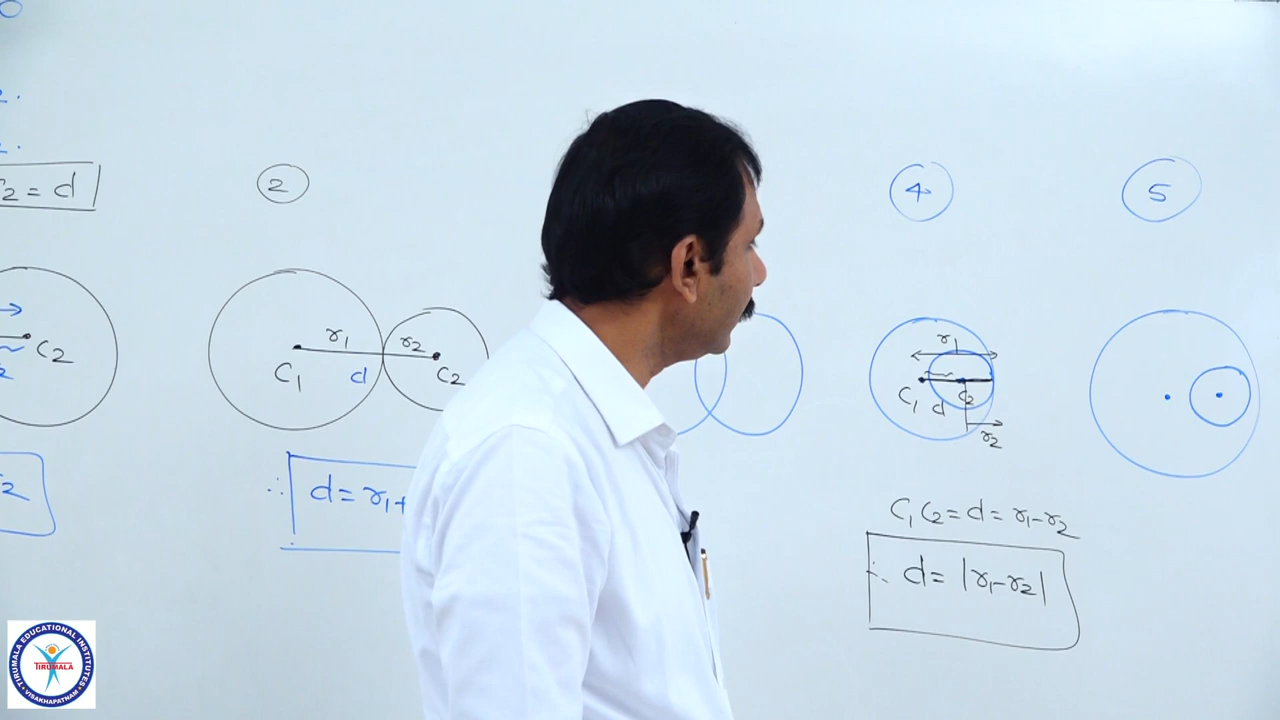 r₂ = d
2
4
5
C₂
r₁
r₂
C₁
d
C₂
r₁
C₁
d
C₂
r₂
∴ d = r₁+
C₁C₂ = d = r₁-r₂
∴ d = |r₁-r₂|
TIRUMALA EDUCATIONAL INSTITUTES
TIRUMALA
• VISAKHAPATNAM •